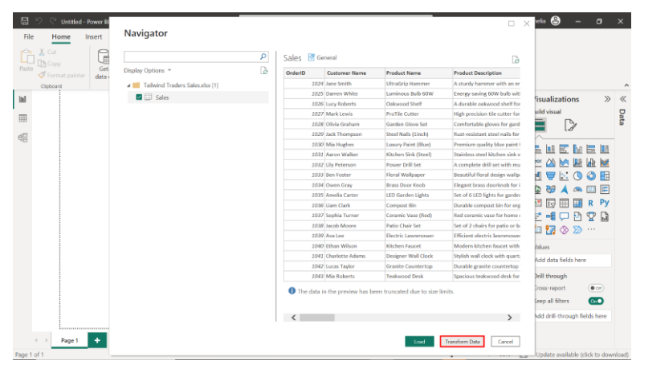 Untitled - Power BI
File Home Insert
Paste
Cut
Copy
Format painter
Get
data
Clipboard
Navigator
Display Options
Tailwind Traders Sales.xlsx [1]
Sales
Sales General
OrderID Customer Name Product Name Product Description
1024 Jane Smith UltraGrip Hammer A sturdy hammer with an er
1025 Darren White Luminous Bulb 60W Energy saving 60W bulb wit
1026 Lucy Roberts Oakwood Shelf A durable oakwood shelf for
1027 Mark Lewis ProTile Cutter High precision tile cutter for
1028 Olivia Graham Garden Glove Set Comfortable gloves for gard
1029 Jack Thompson Steel Nails (1inch) Rust-resistant steel nails for
1030 Mia Hughes Luxury Paint (Blue) Premium quality blue paint f
1031 Aaron Walker Kitchen Sink (Steel) Stainless steel kitchen sink w
1032 Lily Peterson Power Drill Set A complete drill set with mu
1033 Ben Foster Floral Wallpaper Beautiful floral design wallp
1034 Owen Gray Brass Door Knob Elegant brass doorknob for i
1035 Amelia Carter LED Garden Lights Set of 6 LED lights for garde
1036 Liam Clark Compost Bin Durable compost bin for org
1037 Sophia Turner Ceramic Vase (Red) Red ceramic vase for home
1038 Jacob Moore Patio Chair Set Set of 2 chairs for patio or b
1039 Ava Lee Electric Lawnmower Efficient electric lawnmower
1040 Ethan Wilson Kitchen Faucet Modern kitchen faucet with
1041 Charlotte Adams Designer Wall Clock Stylish wall clock with quart
1042 Lucas Taylor Granite Countertop Durable granite countertop
1043 Mia Roberts Teakwood Desk Spacious teakwood desk for
The data in the preview has been truncated due to size limits.
Load Transform Data Cancel
isualizations
uild visual
Data
R Py
alues
Add data fields here
rill through
ross-report
eep all filters
Add drill-through fields here
Page 1
Page 1 of 1
Update available (click to download)